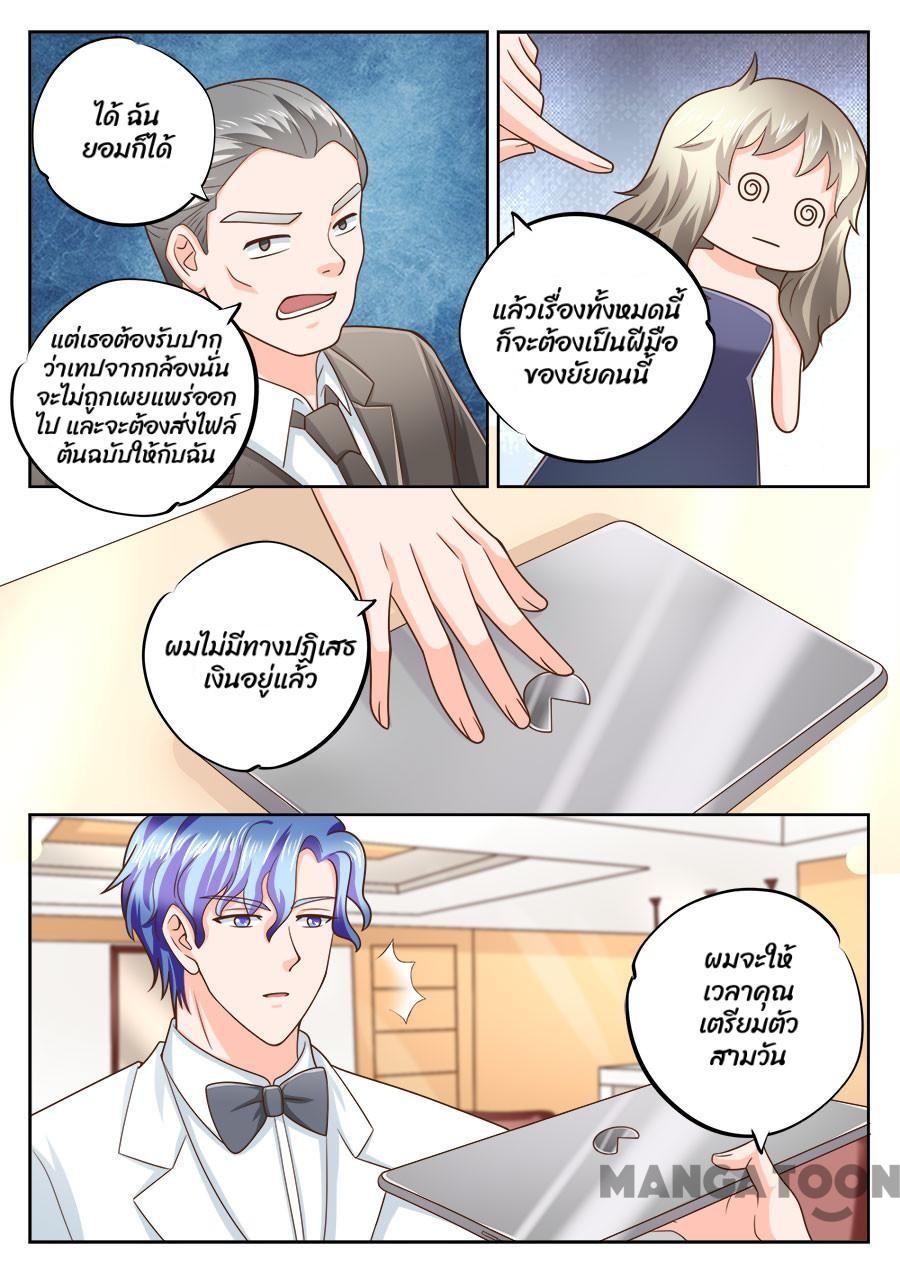 ได้ ฉัน
ยอมก็ได้
แต่เธอต้องรับปาก
ว่าเทปจากกล้องนั่น
จะไม่ถูกเผยแพร่ออก
ไป และจะต้องส่งไฟล์
ต้นฉบับให้กับฉัน
แล้วเรื่องทั้งหมดนี้
ก็จะต้องเป็นฝีมือ
ของยัยคนนี้
ผมไม่มีทางปฏิเสธ
เงินอยู่แล้ว
ผมจะให้
เวลาคุณ
เตรียมตัว
สามวัน
MANGATOON